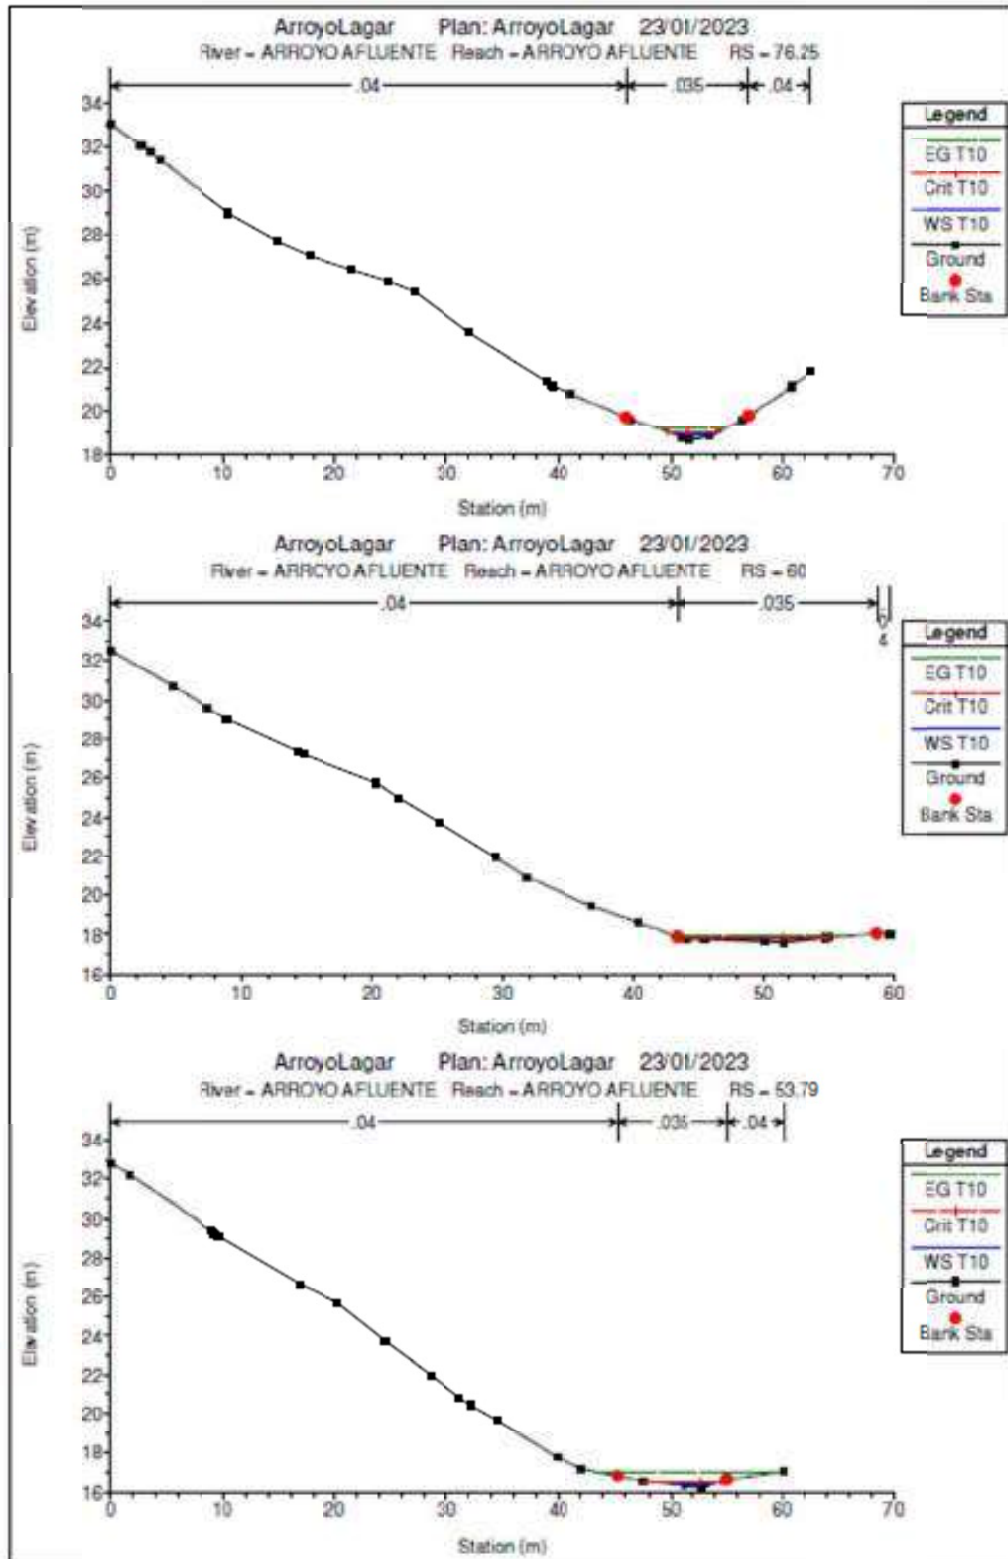 ArroyoLagar Plan: ArroyoLagar 23/01/2023
River = ARROYO AFLUENTE Reach = ARROYO AFLUENTE RS = 76.25
.04 .035 .04
34
32
30
28
26
24
22
20
18
0 10 20 30 40 50 60 70
Elevation (m)
Station (m)
Legend
EG T10
Crit T10
WS T10
Ground
Bank Sta
ArroyoLagar Plan: ArroyoLagar 23/01/2023
River = ARROYO AFLUENTE Reach = ARROYO AFLUENTE RS = 60
.04 .035
34
32
30
28
26
24
22
20
18
16
0 10 20 30 40 50 60
Elevation (m)
Station (m)
Legend
EG T10
Crit T10
WS T10
Ground
Bank Sta
ArroyoLagar Plan: ArroyoLagar 23/01/2023
River = ARROYO AFLUENTE Reach = ARROYO AFLUENTE RS = 53.79
.04 .035 .04
34
32
30
28
26
24
22
20
18
16
0 10 20 30 40 50 60 70
Elevation (m)
Station (m)
Legend
EG T10
Crit T10
WS T10
Ground
Bank Sta